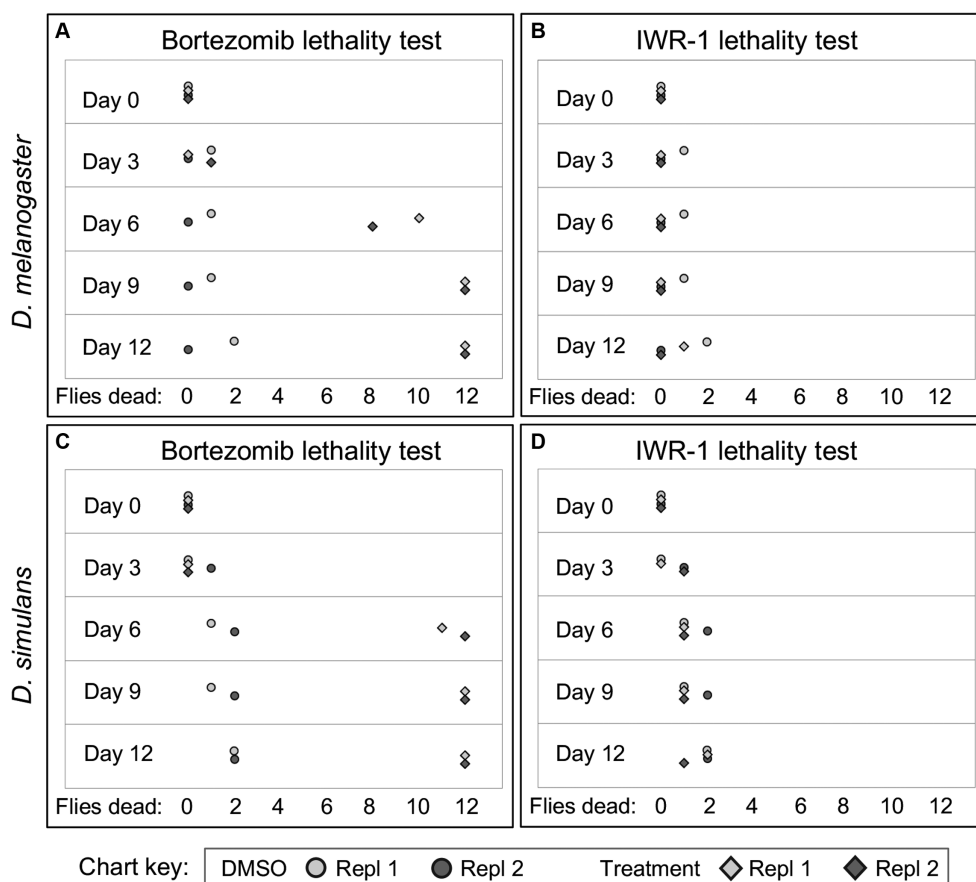 A
Bortezomib lethality test
Day 0
Day 3
Day 6
Day 9
Day 12
Flies dead: 0 2 4 6 8 10 12
B
IWR-1 lethality test
Day 0
Day 3
Day 6
Day 9
Day 12
Flies dead: 0 2 4 6 8 10 12
D. melanogaster
C
Bortezomib lethality test
Day 0
Day 3
Day 6
Day 9
Day 12
Flies dead: 0 2 4 6 8 10 12
D
IWR-1 lethality test
Day 0
Day 3
Day 6
Day 9
Day 12
Flies dead: 0 2 4 6 8 10 12
D. simulans
Chart key: DMSO Repl 1 Repl 2 Treatment Repl 1 Repl 2